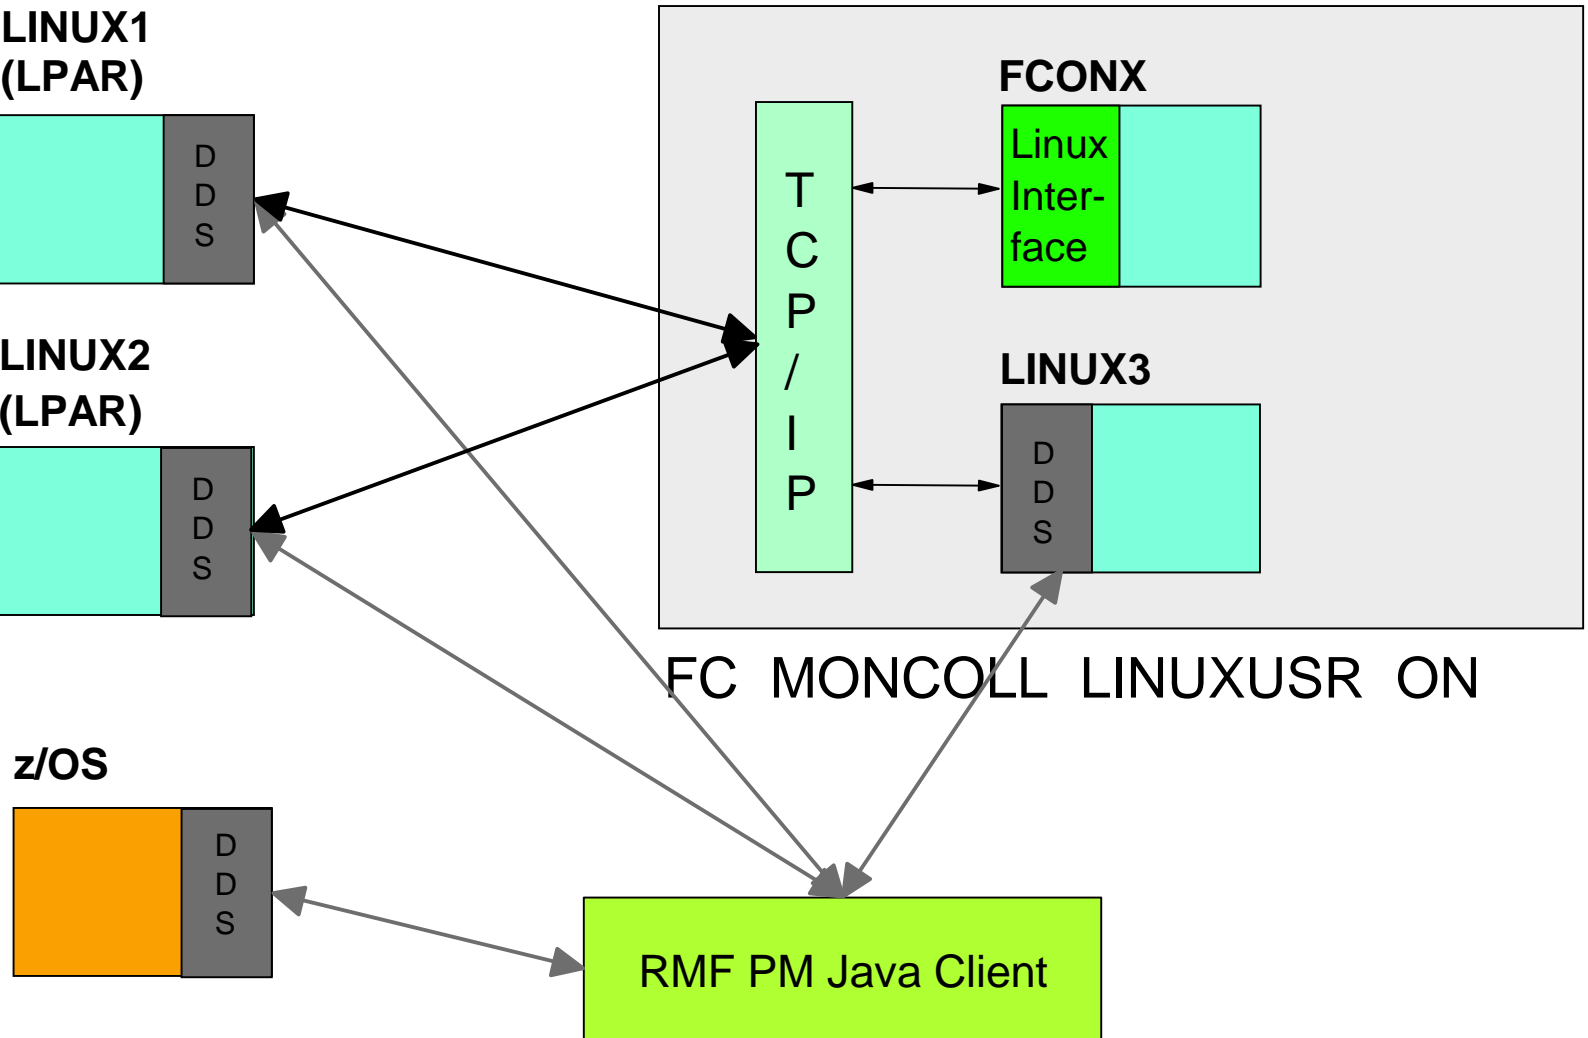 LINUX1
(LPAR)
D
D
S
LINUX2
(LPAR)
D
D
S
z/OS
D
D
S
T
C
P
/
I
P
FCONX
Linux
Inter-
face
LINUX3
D
D
S
FC MONCOLL LINUXUSR ON
RMF PM Java Client